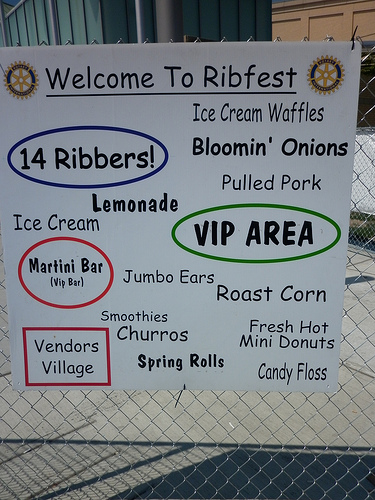 Welcome To Ribfest
Ice Cream Waffles
14 Ribbers!
Bloomin' Onions
Pulled Pork
Lemonade
Ice Cream
VIP AREA
Martini Bar
(Vip Bar)
Jumbo Ears
Roast Corn
Smoothies
Churros
Fresh Hot
Mini Donuts
Vendors
Village
Spring Rolls
Candy Floss